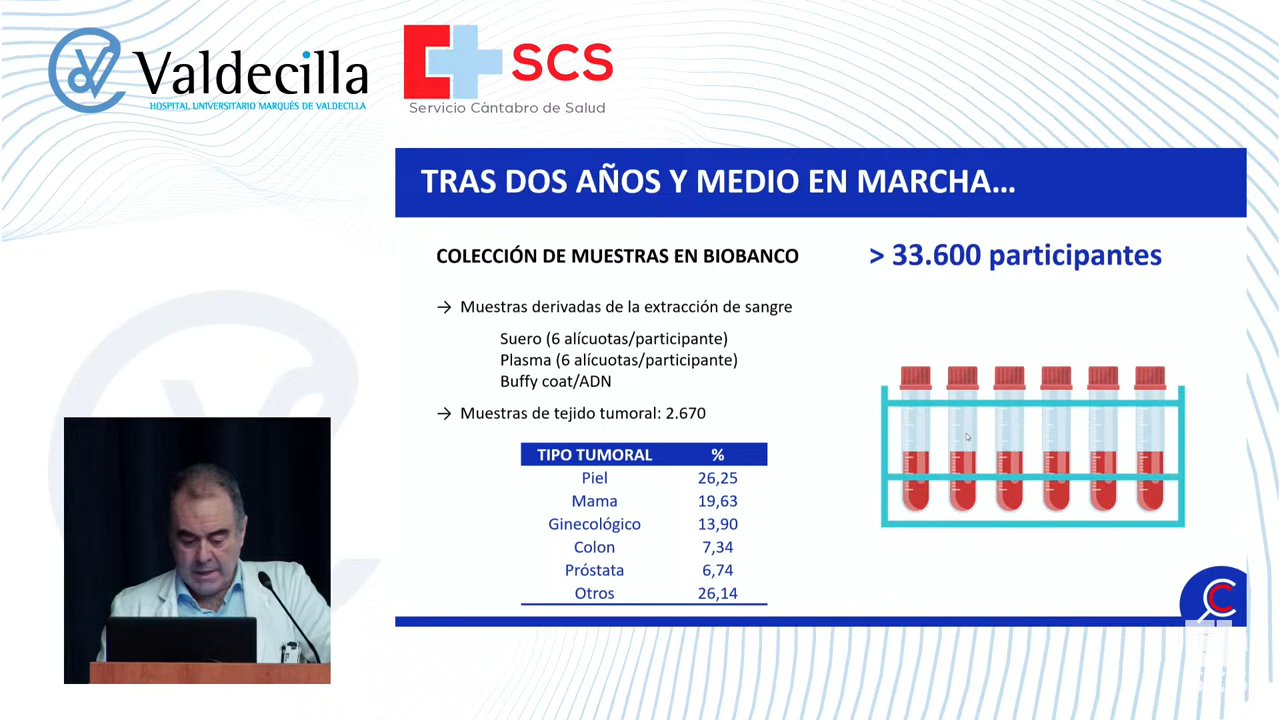 Valdecilla
HOSPITAL UNIVERSITARIO MARQUÉS DE VALDECILLA
SCS
Servicio Cántabro de Salud
TRAS DOS AÑOS Y MEDIO EN MARCHA...
COLECCIÓN DE MUESTRAS EN BIOBANCO
> 33.600 participantes
→ Muestras derivadas de la extracción de sangre
Suero (6 alícuotas/participante)
Plasma (6 alícuotas/participante)
Buffy coat/ADN
→ Muestras de tejido tumoral: 2.670
TIPO TUMORAL %
Piel 26,25
Mama 19,63
Ginecológico 13,90
Colon 7,34
Próstata 6,74
Otros 26,14